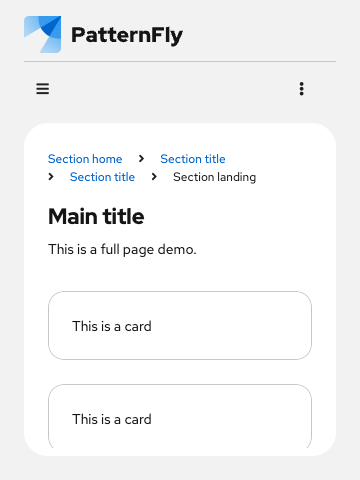 PatternFly
Section home > Section title
> Section title > Section landing
Main title
This is a full page demo.
This is a card
This is a card